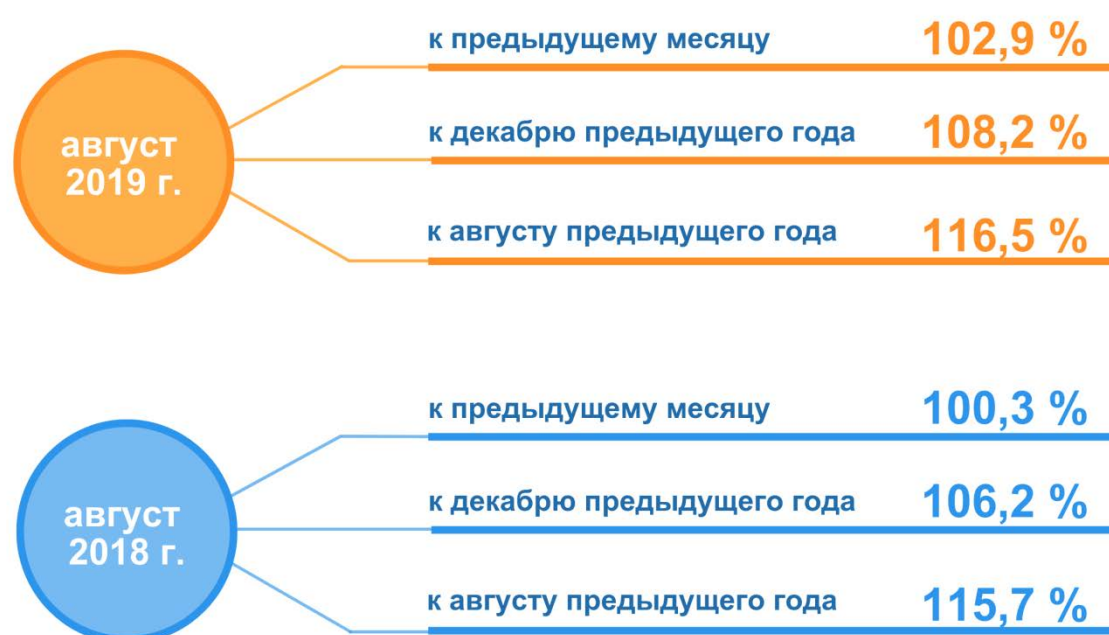 август
2019 г.
к предыдущему месяцу 102,9 %
к декабрю предыдущего года 108,2 %
к августу предыдущего года 116,5 %
август
2018 г.
к предыдущему месяцу 100,3 %
к декабрю предыдущего года 106,2 %
к августу предыдущего года 115,7 %